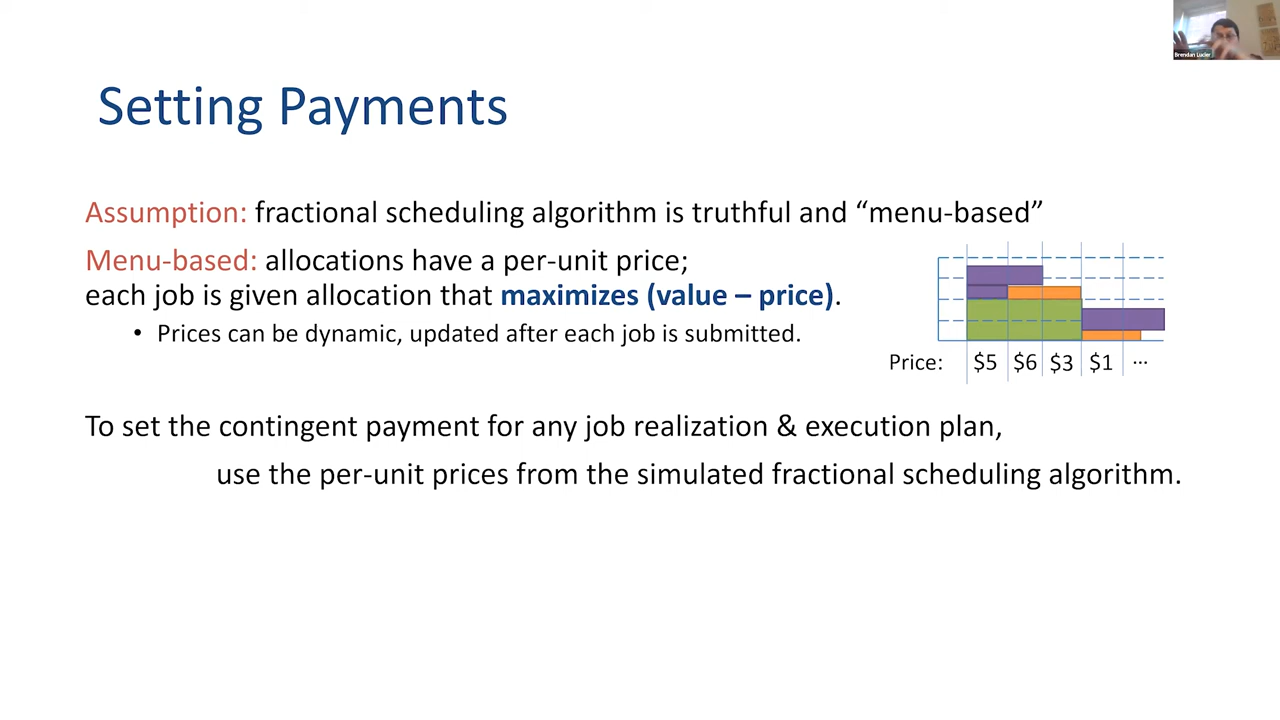 Brendan Lucier
Setting Payments
Assumption: fractional scheduling algorithm is truthful and “menu-based”
Menu-based: allocations have a per-unit price;
each job is given allocation that maximizes (value – price).
• Prices can be dynamic, updated after each job is submitted.
Price: $5 $6 $3 $1 ...
To set the contingent payment for any job realization & execution plan,
use the per-unit prices from the simulated fractional scheduling algorithm.